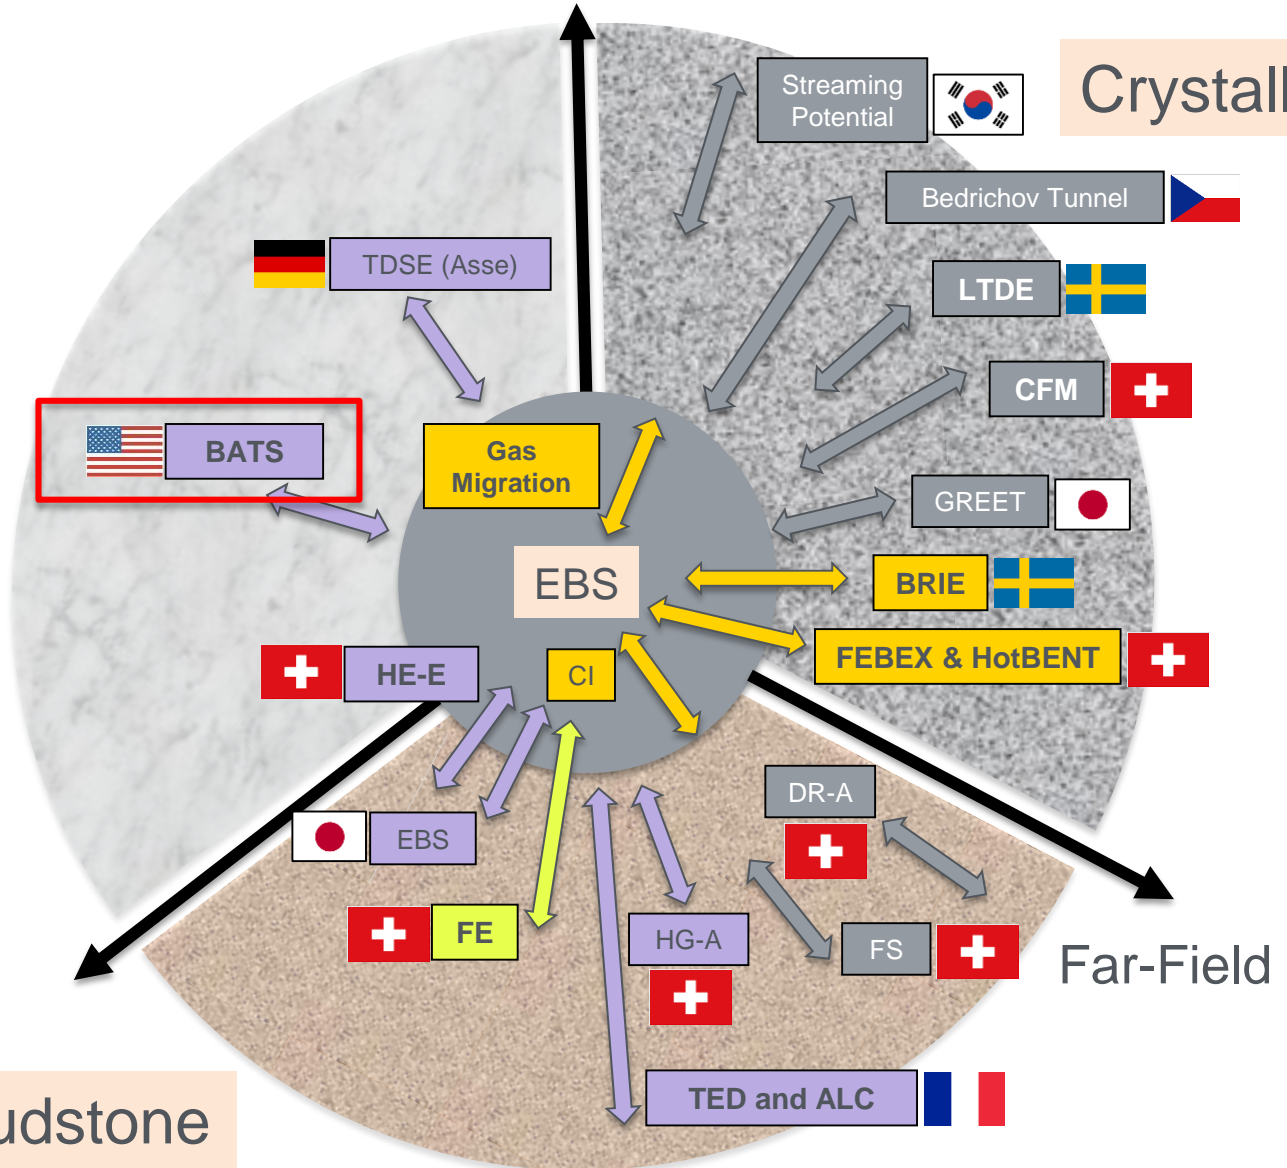 Streaming
Potential
Crystall
Bedrichov Tunnel
TDSE (Asse)
LTDE
CFM
BATS
Gas
Migration
GREET
EBS
BRIE
FEBEX & HotBENT
HE-E
CI
DR-A
EBS
FE
HG-A
FS
Far-Field
TED and ALC
udstone